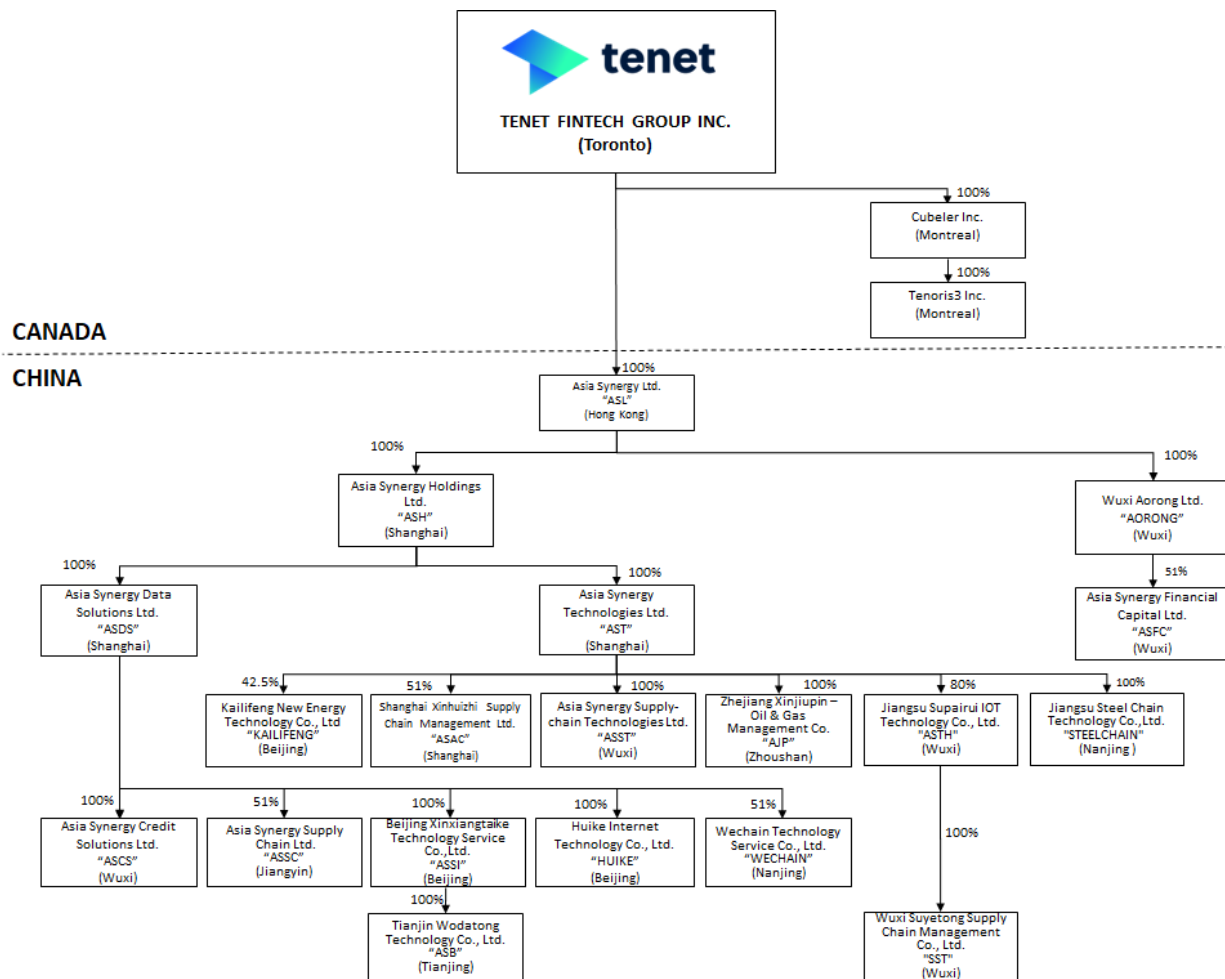 tenet
TENET FINTECH GROUP INC.
(Toronto)
100%
Cubeler Inc.
(Montreal)
100%
Tenoris3 Inc.
(Montreal)
CANADA
CHINA
100%
Asia Synergy Ltd.
“ASL”
(Hong Kong)
100%
100%
Asia Synergy Holdings
Ltd.
“ASH”
(Shanghai)
Wuxi Aorong Ltd.
“AORONG”
(Wuxi)
100%
100%
51%
Asia Synergy Data
Solutions Ltd.
“ASDS”
(Shanghai)
Asia Synergy
Technologies Ltd.
“AST”
(Shanghai)
Asia Synergy Financial
Capital Ltd.
“ASFC”
(Wuxi)
42.5%
51%
100%
100%
80%
100%
Kailifeng New Energy
Technology Co., Ltd
“KAILIFENG”
(Beijing)
Shanghai Xinhuizhi Supply
Chain Management Ltd.
“ASAC”
(Shanghai)
Asia Synergy Supply-
chain Technologies Ltd.
“ASST”
(Wuxi)
Zhejiang Xinjiupin –
Oil & Gas
Management Co.
“AJP”
(Zhoushan)
Jiangsu Supairui IOT
Technology Co., Ltd.
"ASTH"
(Wuxi)
Jiangsu Steel Chain
Technology Co.,Ltd.
"STEELCHAIN"
(Nanjing )
100%
51%
100%
100%
51%
100%
Asia Synergy Credit
Solutions Ltd.
“ASCS”
(Wuxi)
Asia Synergy Supply
Chain Ltd.
“ASSC”
(Jiangyin)
Beijing Xinxiangtaike
Technology Service
Co.,Ltd.
“ASSI”
(Beijing)
Huike Internet
Technology Co., Ltd.
“HUIKE”
(Beijing)
Wechain Technology
Service Co., Ltd.
“WECHAIN”
(Nanjing)
100%
Tianjin Wodatong
Technology Co., Ltd.
“ASB”
(Tianjing)
Wuxi Suyetong Supply
Chain Management
Co., Ltd.
"SST"
(Wuxi)